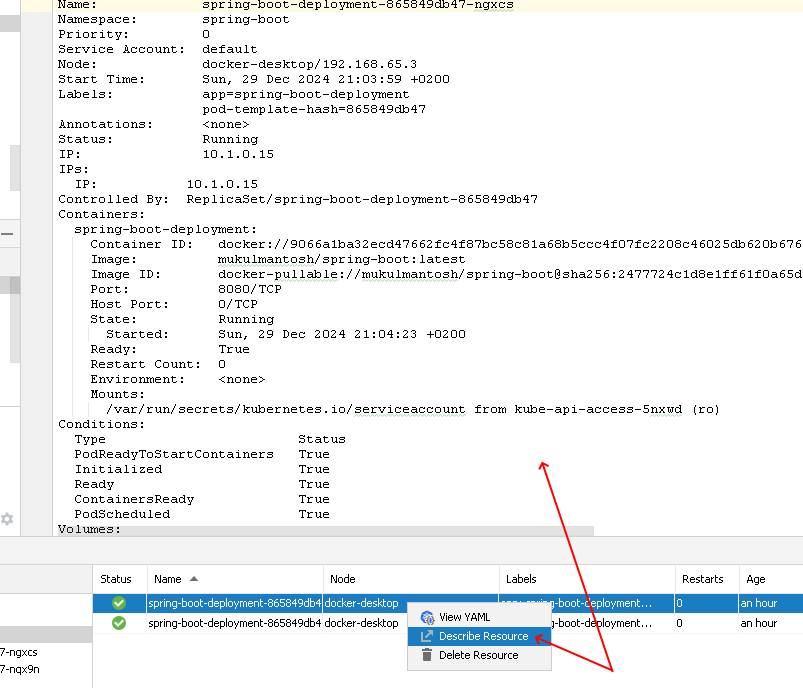 Name: spring-boot-deployment-865849db47-ngxcs
Namespace: spring-boot
Priority: 0
Service Account: default
Node: docker-desktop/192.168.65.3
Start Time: Sun, 29 Dec 2024 21:03:59 +0200
Labels: app=spring-boot-deployment
pod-template-hash=865849db47
Annotations: <none>
Status: Running
IP: 10.1.0.15
IPs:
IP: 10.1.0.15
Controlled By: ReplicaSet/spring-boot-deployment-865849db47
Containers:
spring-boot-deployment:
Container ID: docker://9066a1ba32ecd47662fc4f87bc58c81a68b5ccc4f07fc2208c46025db620b676
Image: mukulmantosh/spring-boot:latest
Image ID: docker-pullable://mukulmantosh/spring-boot@sha256:2477724c1d8e1ff61f0a65d
Port: 8080/TCP
Host Port: 0/TCP
State: Running
Started: Sun, 29 Dec 2024 21:04:23 +0200
Ready: True
Restart Count: 0
Environment: <none>
Mounts:
/var/run/secrets/kubernetes.io/serviceaccount from kube-api-access-5nxwd (ro)
Conditions:
Type Status
PodReadyToStartContainers True
Initialized True
Ready True
ContainersReady True
PodScheduled True
Volumes:
Status Name Node Labels Restarts Age
spring-boot-deployment-865849db4 docker-desktop boot-deployment... 0 an hour
spring-boot-deployment-865849db4 docker-desktop g-boot-deployment... 0 an hour
View YAML
Describe Resource
Delete Resource
7-ngxcs
7-nqx9n